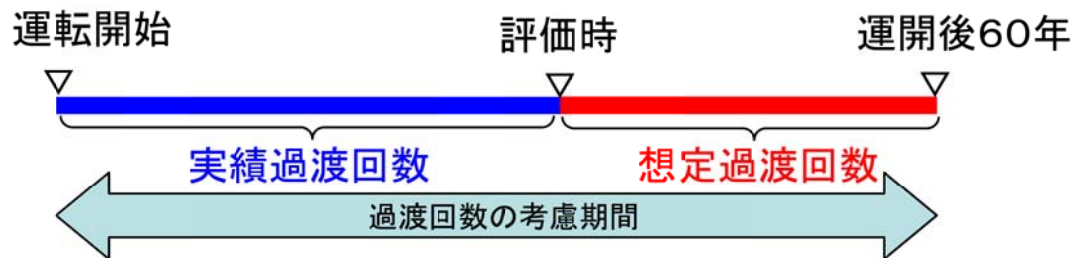 運転開始
評価時
運開後60年
実績過渡回数
想定過渡回数
過渡回数の考慮期間